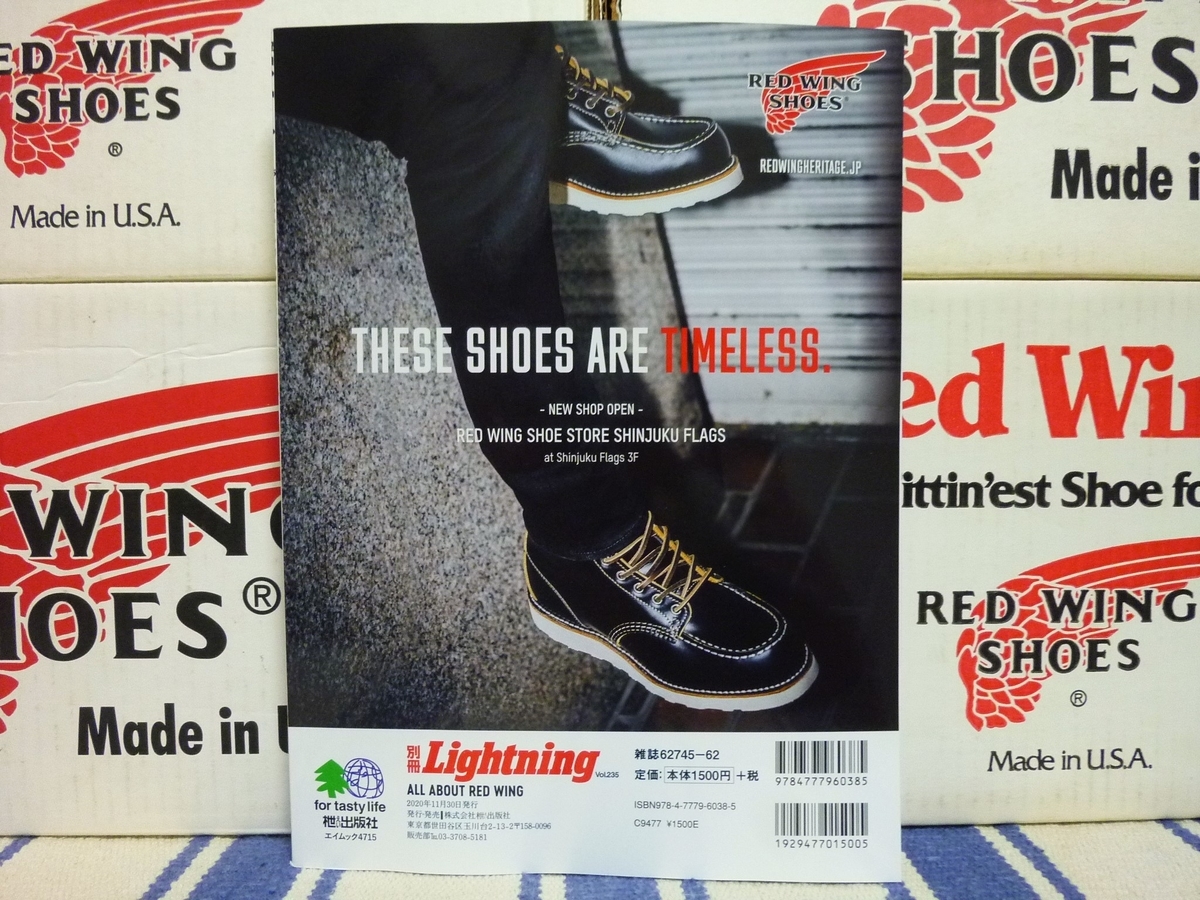 ED WING
SHOES
®
Made in U.S.A.
SHOES
Made i
WIN
HOES®
Made in U
ed Win
ittin'est Shoe fo
RED WING
SHOES
®
Made in U.S.A.
RED WING
SHOES®
REDWINGHERITAGE.JP
THESE SHOES ARE TIMELESS.
- NEW SHOP OPEN -
RED WING SHOE STORE SHINJUKU FLAGS
at Shinjuku Flags 3F
for tasty life
枻出版社
エイムック4715
別冊 Lightning Vol.235
ALL ABOUT RED WING
2020年11月30日発行
発行・発売 株式会社枻出版社
東京都世田谷区玉川台2-13-2〒158-0096
販売部℡03-3708-5181
雑誌62745-62
定価：本体1500円＋税
ISBN978-4-7779-6038-5
C9477 ¥1500E
9784777960385
1929477015005